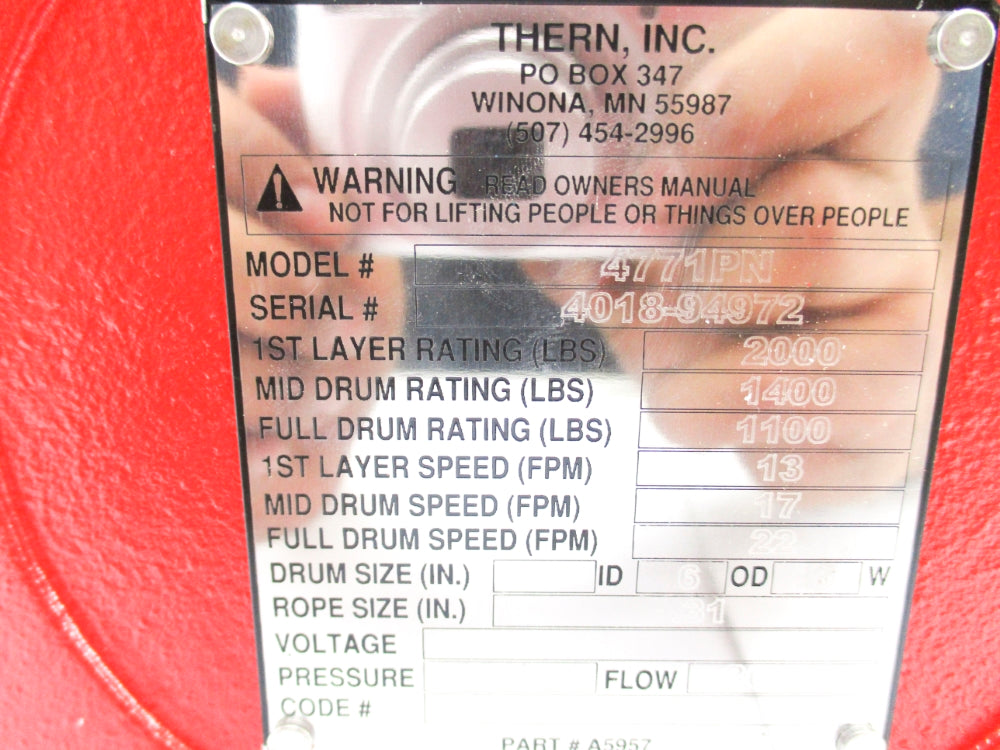 THERN, INC.
PO BOX 347
WINONA, MN 55987
(507) 454-2996
WARNING READ OWNERS MANUAL
NOT FOR LIFTING PEOPLE OR THINGS OVER PEOPLE
MODEL # 4771PN
SERIAL # 4018-94972
1ST LAYER RATING (LBS) 2000
MID DRUM RATING (LBS) 1400
FULL DRUM RATING (LBS) 1100
1ST LAYER SPEED (FPM) 13
MID DRUM SPEED (FPM) 17
FULL DRUM SPEED (FPM) 22
DRUM SIZE (IN.) ID 6 OD W
ROPE SIZE (IN.) 31
VOLTAGE
PRESSURE FLOW
CODE #
PART # A5957